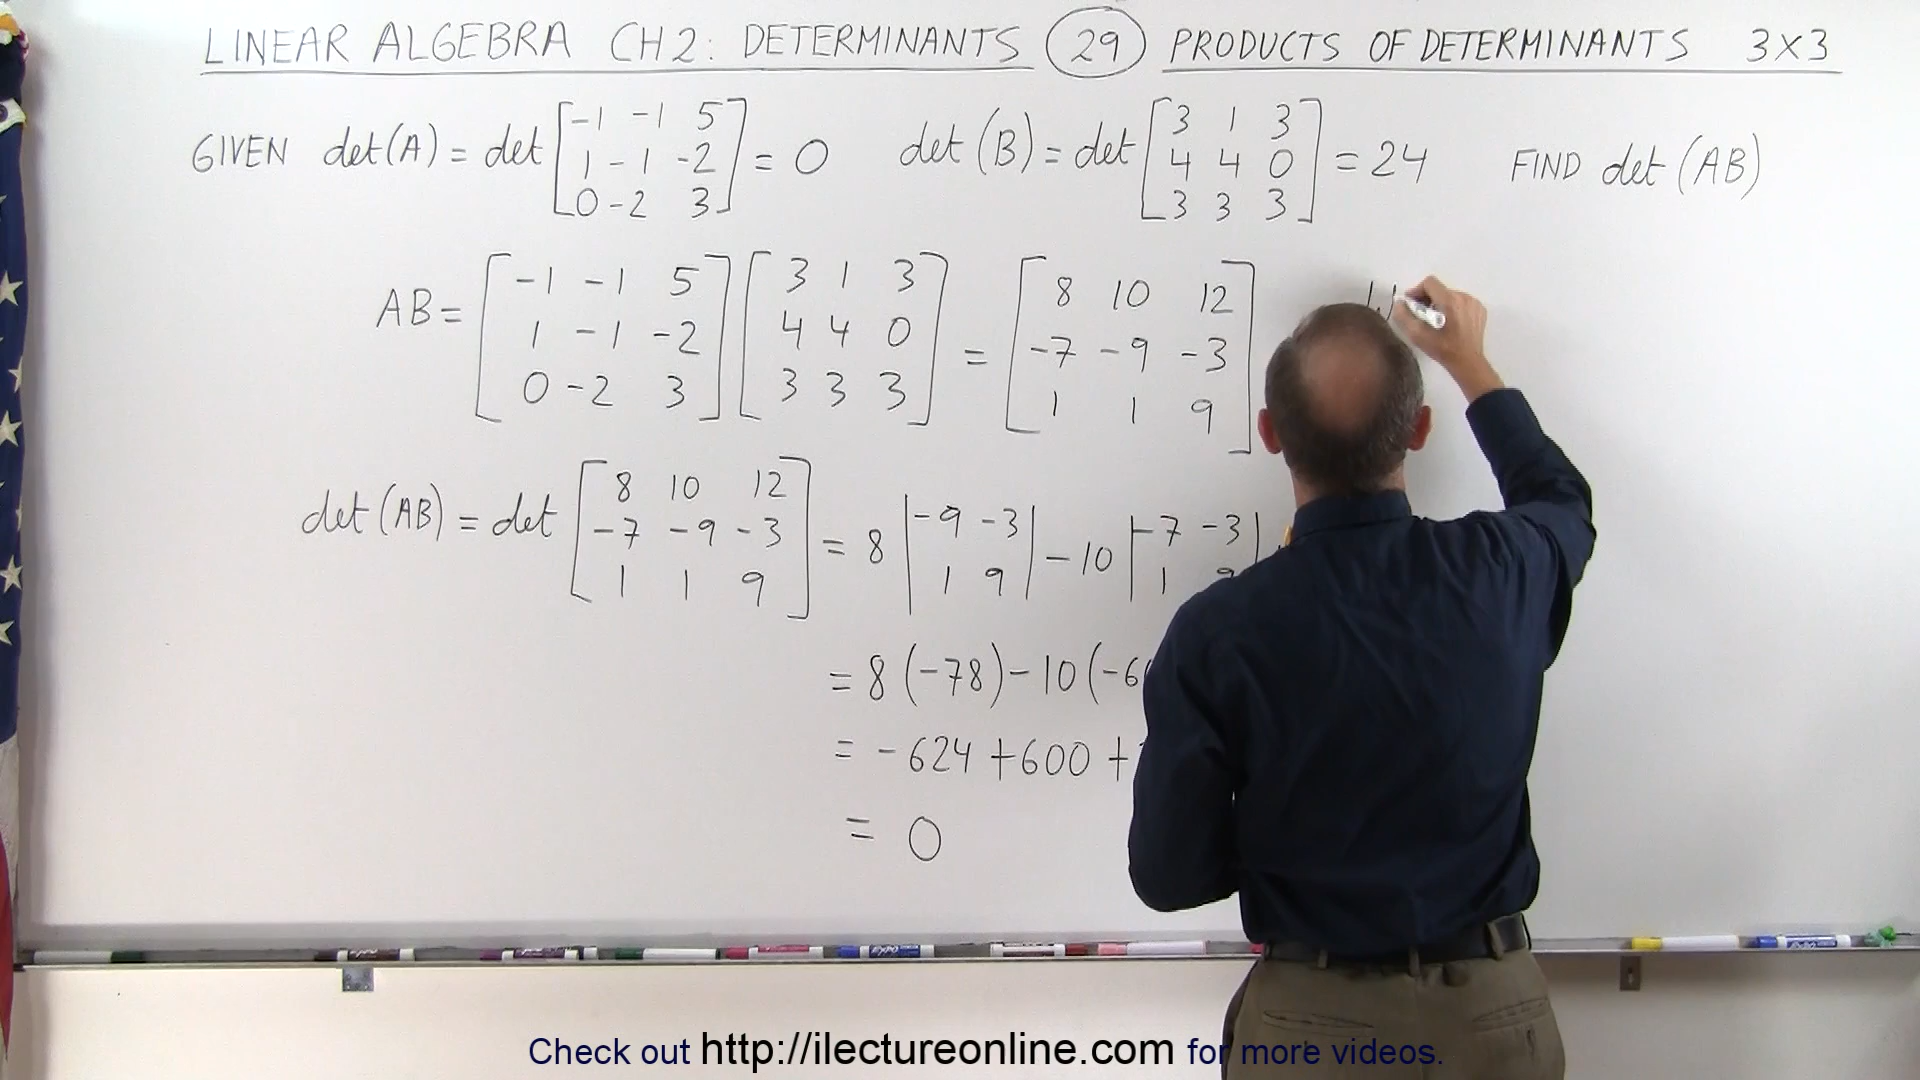 LINEAR ALGEBRA CH2: DETERMINANTS 29 PRODUCTS OF DETERMINANTS 3X3
GIVEN det(A) = det [-1 -1 5 = 0 det(B) = det [3 1 3 = 24 FIND det(AB)
1 -1 -2 4 4 0
0 -2 3] 3 3 3]
AB = [-1 -1 5] [3 1 3] = [8 10 12]
1 -1 -2 4 4 0 -7 -9 -3
0 -2 3 3 3 3 1 1 9
det(AB) = det [8 10 12] = 8 |-9 -3| - 10 |-7 -3|
-7 -9 -3 1 9 1
1 1 9
= 8(-78) - 10(-6
= -624 + 600 +
= 0
Check out http://ilectureonline.com for more videos.